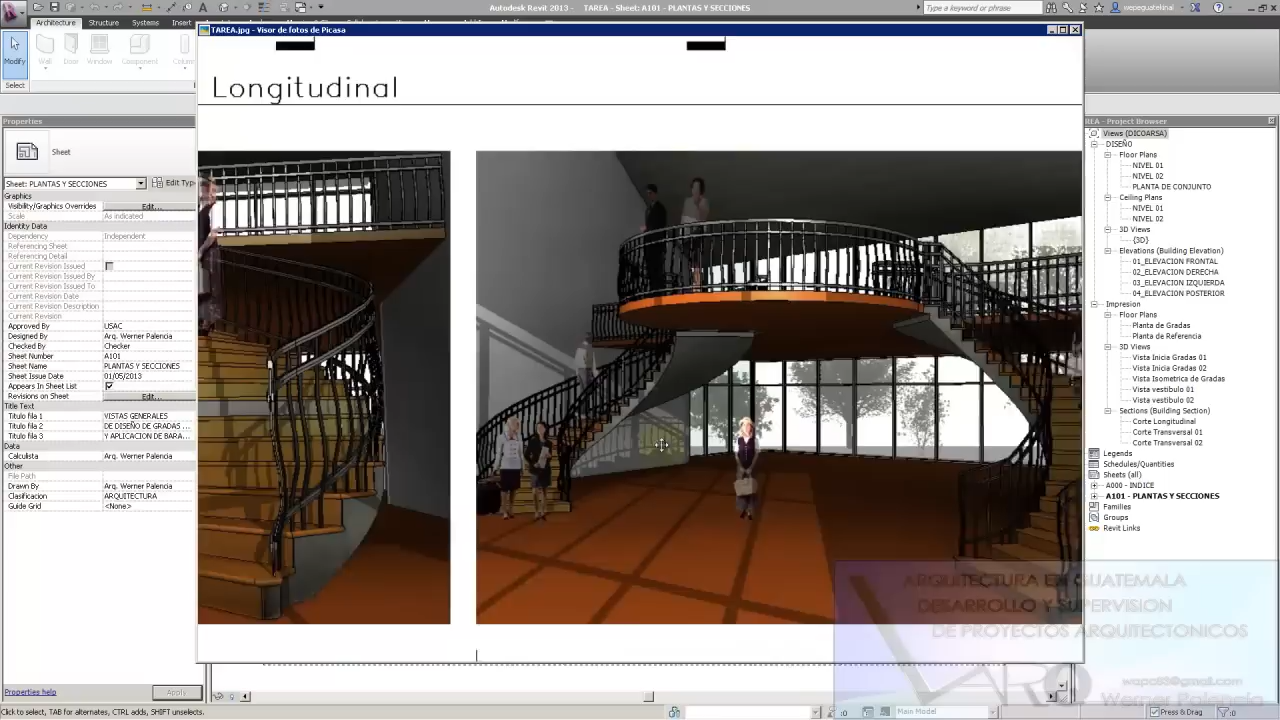 Autodesk Revit 2013 - TAREA - Sheet: A101 - PLANTAS Y SECCIONES
Type a keyword or phrase
wepeguatelinai
Architecture Structure Systems Insert
TAREA.jpg - Visor de fotos de Picasa
Modify Wall Door Window Component Column
Select
Longitudinal
Properties
Sheet
Sheet: PLANTAS Y SECCIONES
Edit Type
Graphics
Visibility/Graphics Overrides Edit...
Scale As indicated
Identity Data
Dependency Independent
Referencing Sheet
Referencing Detail
Current Revision Issued
Current Revision Issued By
Current Revision Issued To
Current Revision Date
Current Revision Description
Current Revision
Approved By USAC
Designed By Arq. Werner Palencia
Checked By Checker
Sheet Number A101
Sheet Name PLANTAS Y SECCIONES
Sheet Issue Date 01/05/2013
Appears In Sheet List
Revisions on Sheet Edit...
Title Text
Titulo fila 1 VISTAS GENERALES
Titulo fila 2 DE DISEÑO DE GRADAS ...
Titulo fila 3 Y APLICACION DE BARA...
Data
Calculista Arq. Werner Palencia
Other
File Path
Drawn By Arq. Werner Palencia
Clasificacion ARQUITECTURA
Guide Grid <None>
Properties help
Apply
Click to select, TAB for alternates, CTRL adds, SHIFT unselects.
:0
Main Model
Press & Drag
:0
REA - Project Browser
Views (DICOARSA)
DISEÑO
Floor Plans
NIVEL 01
NIVEL 02
PLANTA DE CONJUNTO
Ceiling Plans
NIVEL 01
NIVEL 02
3D Views
{3D}
Elevations (Building Elevation)
01_ELEVACION FRONTAL
02_ELEVACION DERECHA
03_ELEVACION IZQUIERDA
04_ELEVACION POSTERIOR
Impresion
Floor Plans
Planta de Gradas
Planta de Referencia
3D Views
Vista Inicia Gradas 01
Vista Inicia Gradas 02
Vista Isometrica de Gradas
Vista vestibulo 01
Vista vestibulo 02
Sections (Building Section)
Corte Longitudinal
Corte Transversal 01
Corte Transversal 02
Legends
Schedules/Quantities
Sheets (all)
A000 - INDICE
A101 - PLANTAS Y SECCIONES
Families
Groups
Revit Links
ARQUITECTURA EN GUATEMALA
DESARROLLO Y SUPERVISION
DE PROYECTOS ARQUITECTONICOS
wapa83@gmail.com
Werner Palencia